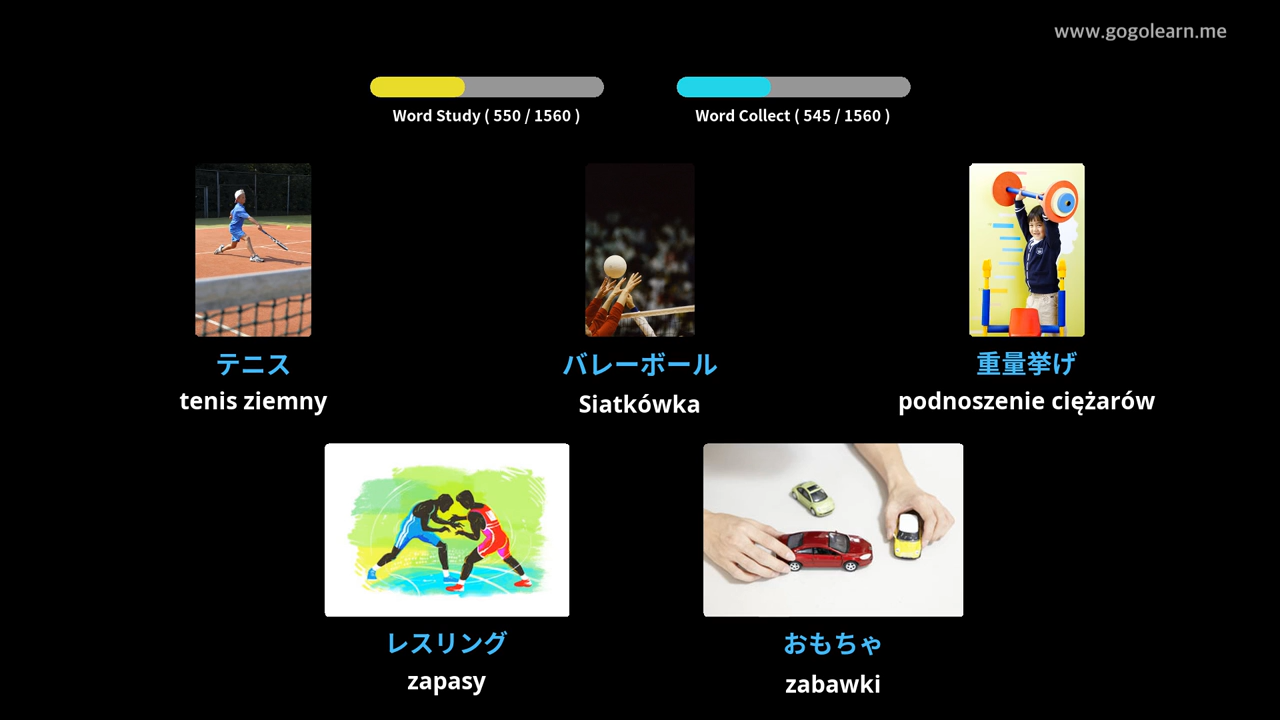 www.gogolearn.me
Word Study ( 550 / 1560 )
Word Collect ( 545 / 1560 )
テニス
tenis ziemny
バレーボール
Siatkówka
重量挙げ
podnoszenie ciężarów
レスリング
zapasy
おもちゃ
zabawki